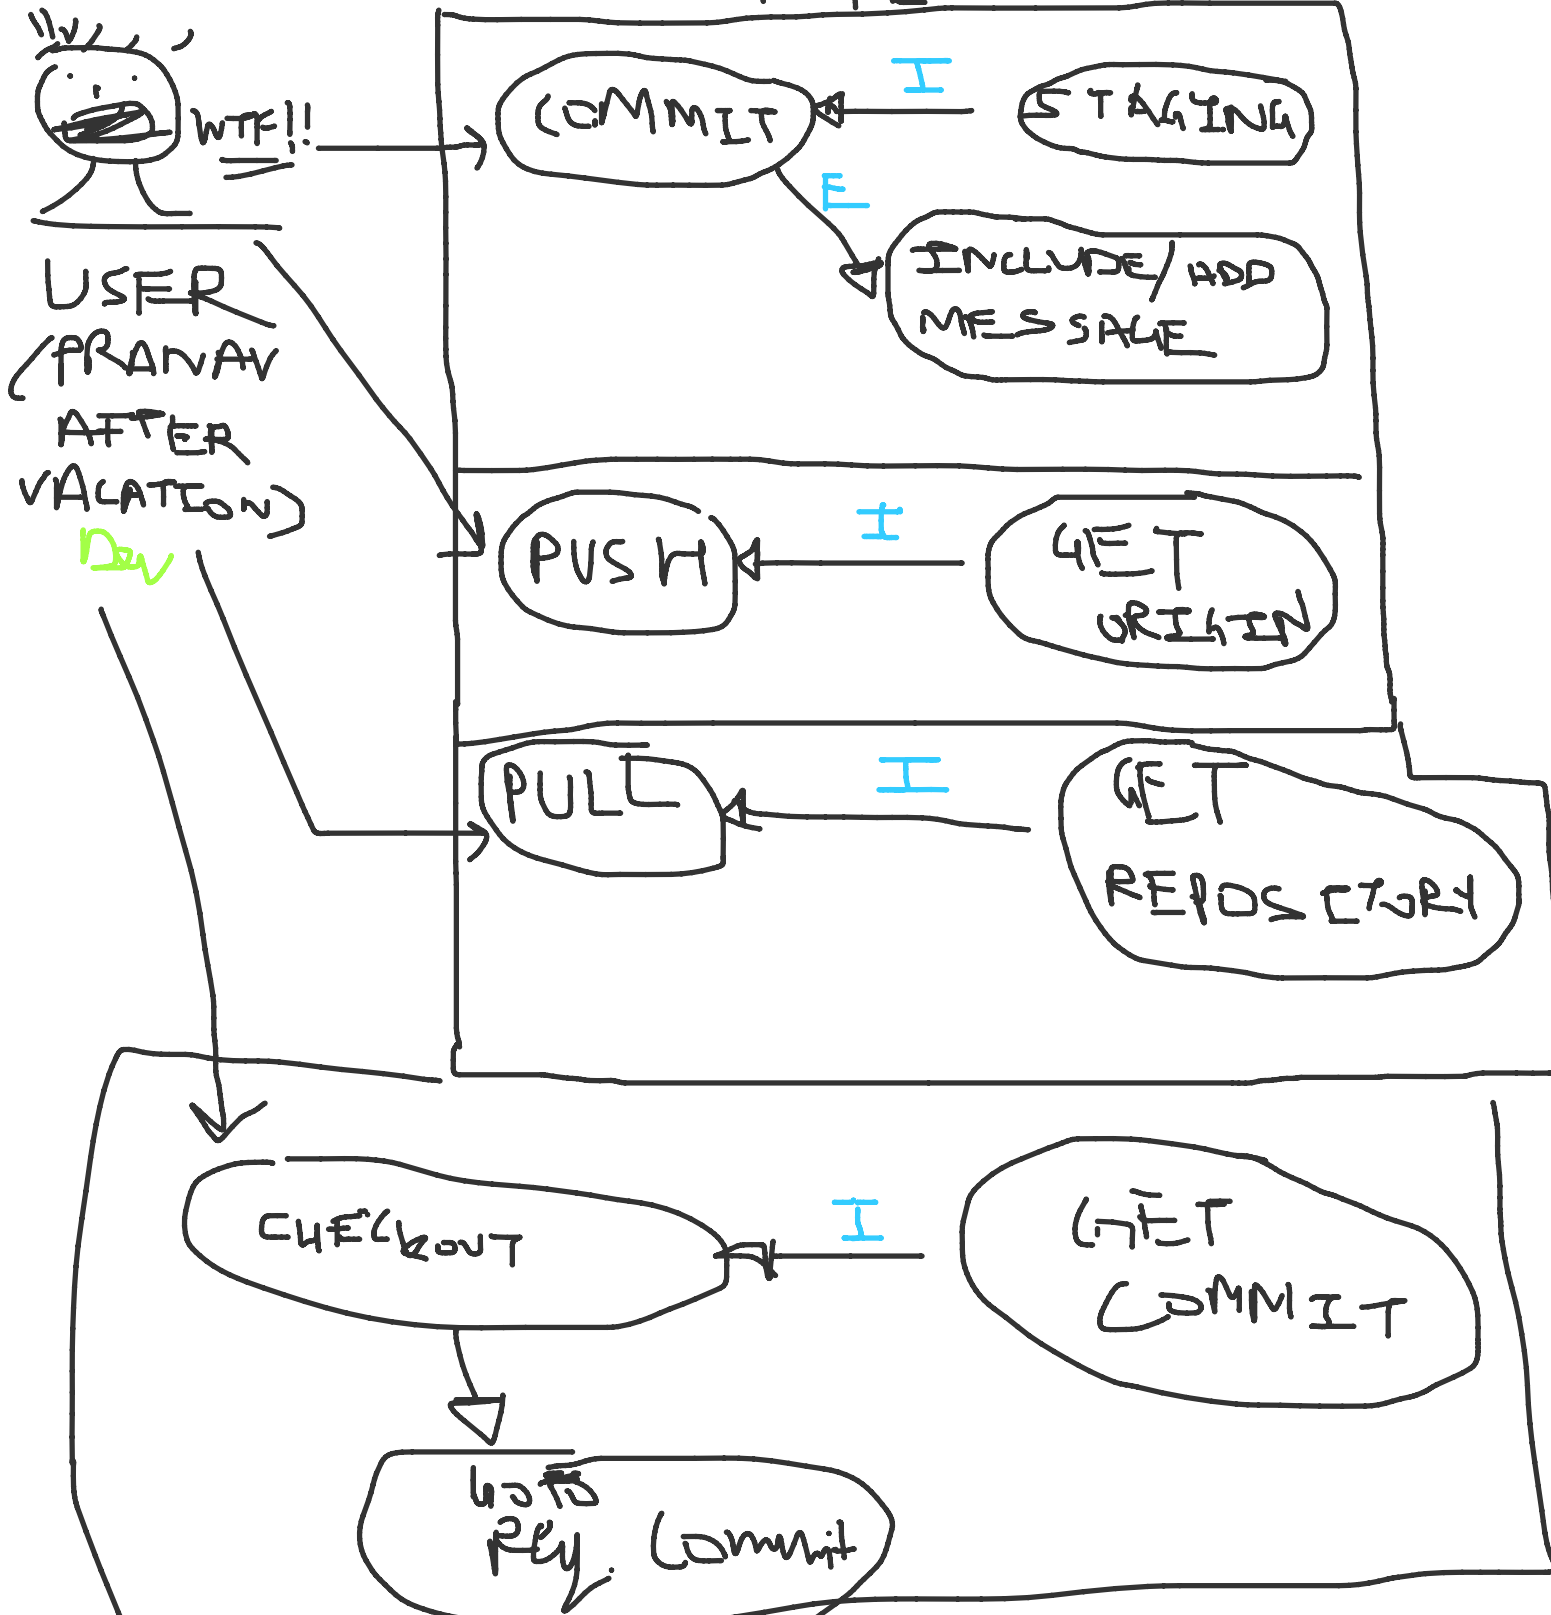 WTF!!
COMMIT
I
STAGING
E
INCLUDE/ADD
MESSAGE
USER
(PRANAV
AFTER
VACATION)
Dev
PUSH
I
GET
ORIGIN
PULL
I
GET
REPOSITORY
CHECKOUT
I
GET
COMMIT
GOTO
Commit